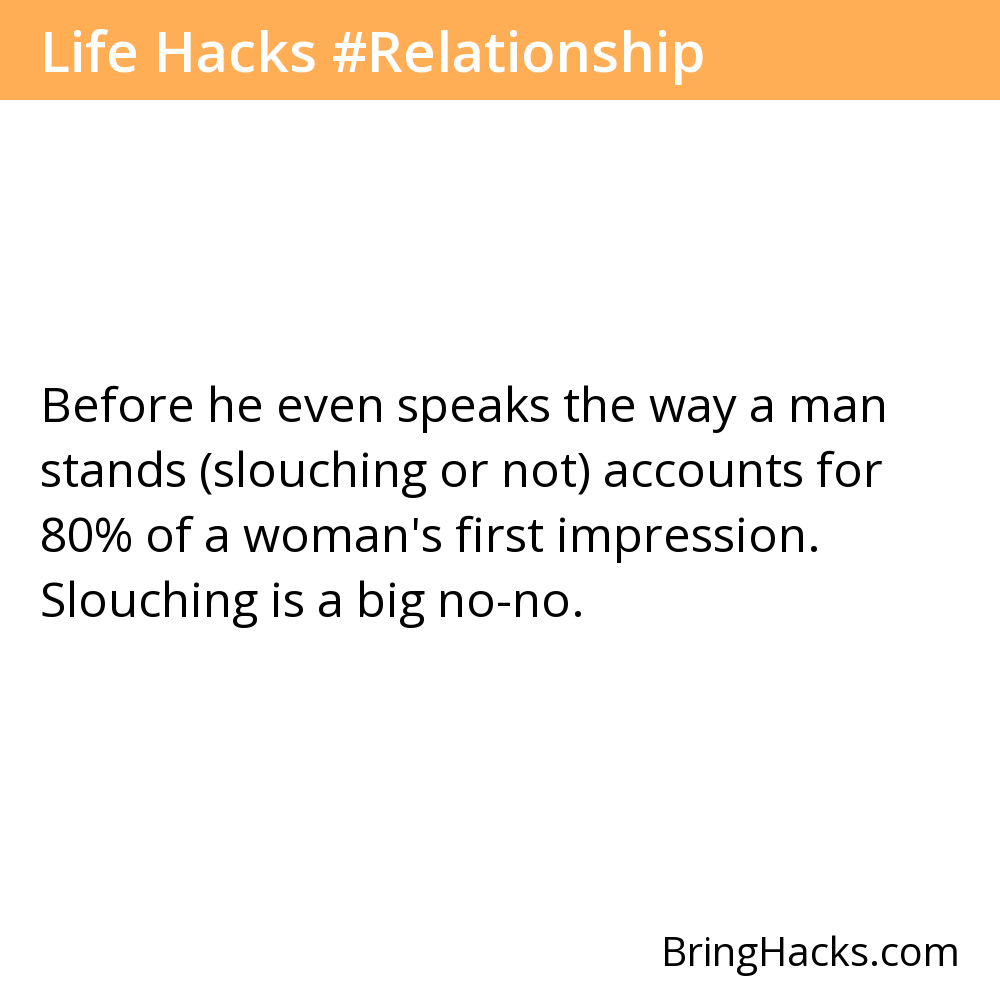 Life Hacks #Relationship
Before he even speaks the way a man
stands (slouching or not) accounts for
80% of a woman's first impression.
Slouching is a big no-no.
BringHacks.com